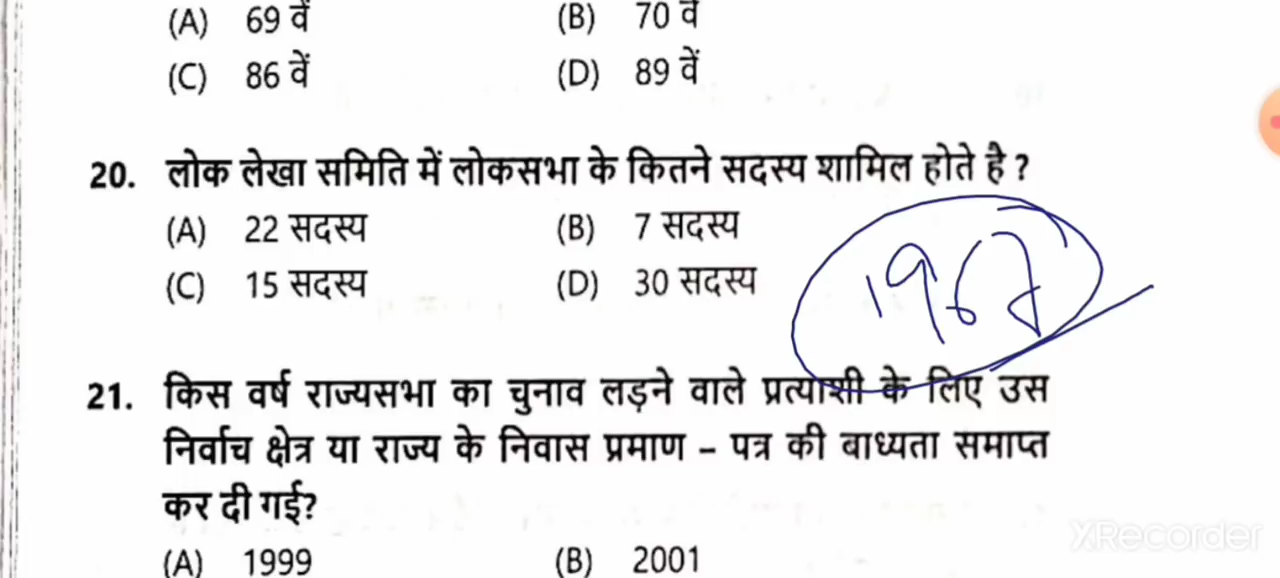 (A) 69 वें (B) 70 वें
(C) 86 वें (D) 89 वें
20. लोक लेखा समिति में लोकसभा के कितने सदस्य शामिल होते है ?
(A) 22 सदस्य (B) 7 सदस्य
(C) 15 सदस्य (D) 30 सदस्य
1967
21. किस वर्ष राज्यसभा का चुनाव लड़ने वाले प्रत्याशी के लिए उस
निर्वाच क्षेत्र या राज्य के निवास प्रमाण – पत्र की बाध्यता समाप्त
कर दी गई?
(A) 1999 (B) 2001
XRecorder